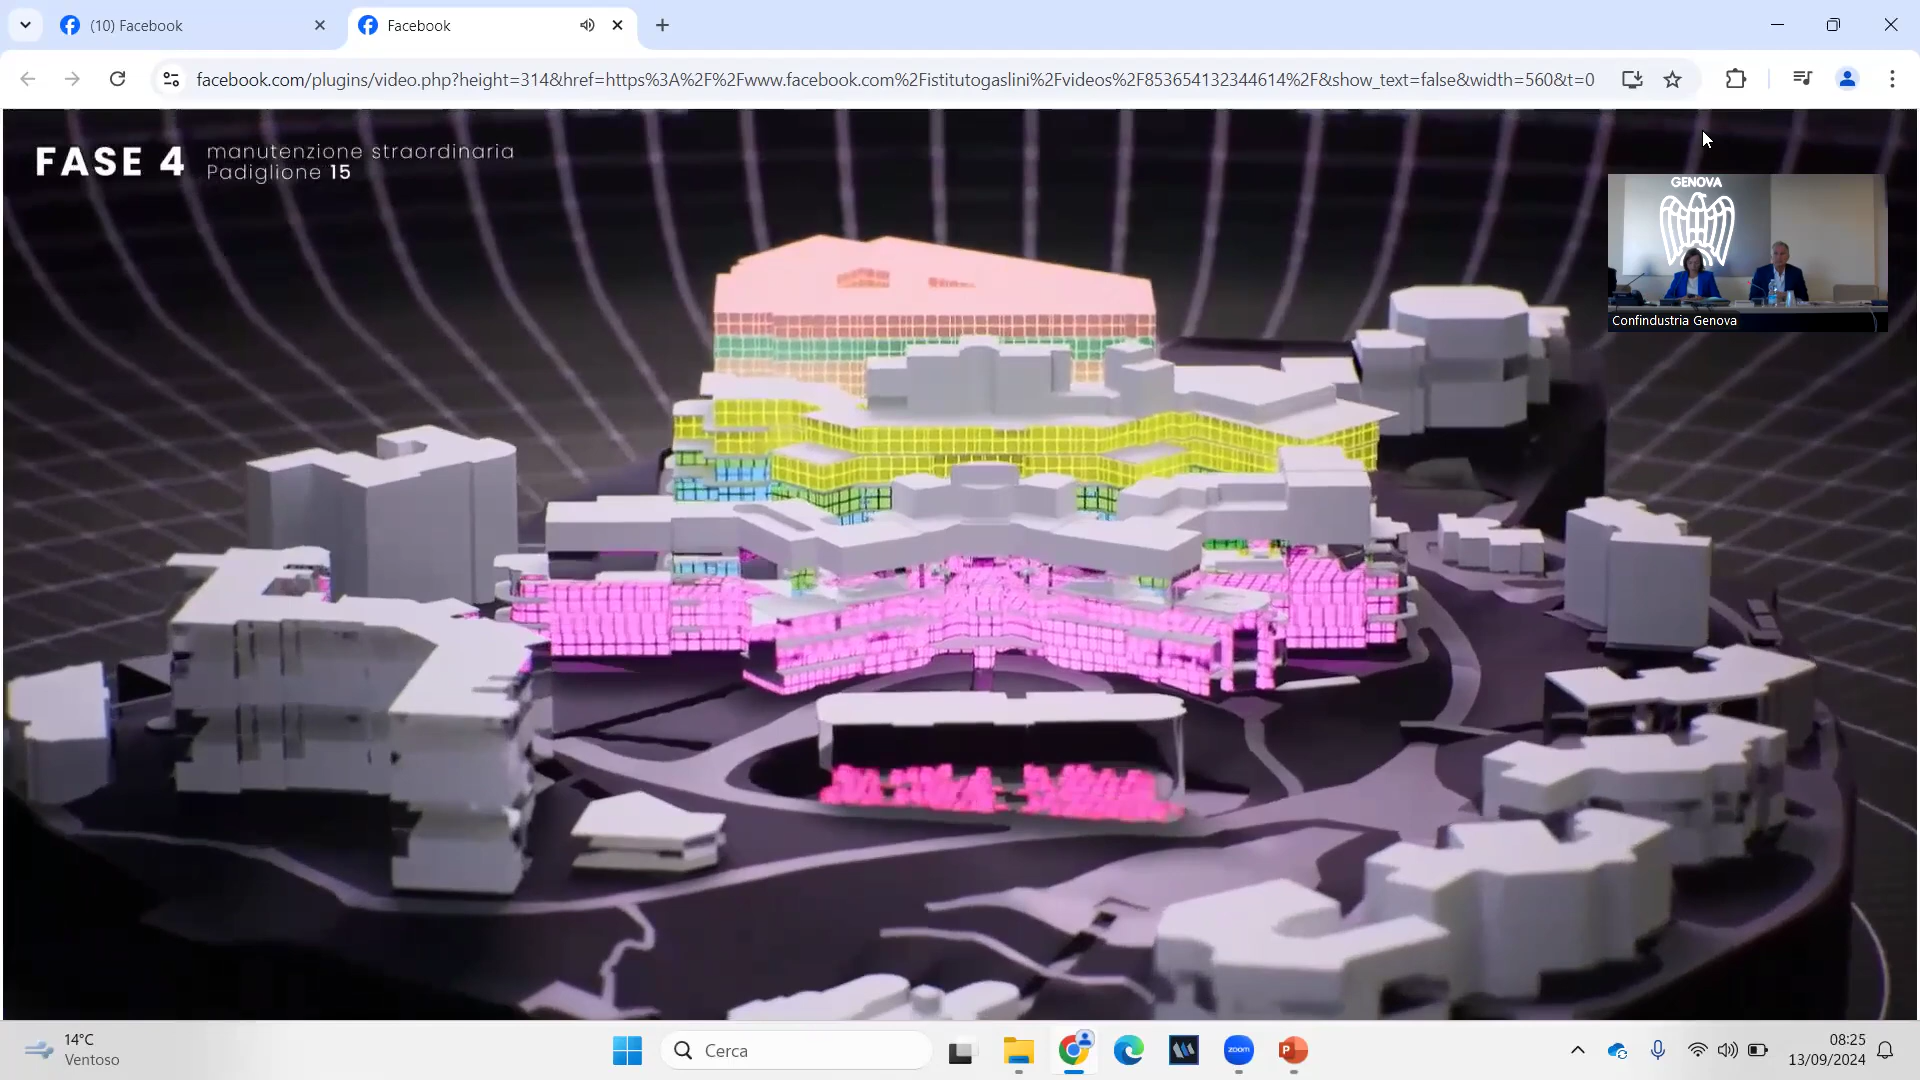 (10) Facebook
Facebook
facebook.com/plugins/video.php?height=314&href=https%3A%2F%2Fwww.facebook.com%2Fistitutogaslini%2Fvideos%2F853654132344614%2F&show_text=false&width=560&t=0
FASE 4
manutenzione straordinaria
Padiglione 15
GENOVA
Confindustria Genova
14°C
Ventoso
Cerca
zoom
P
08:25
13/09/2024